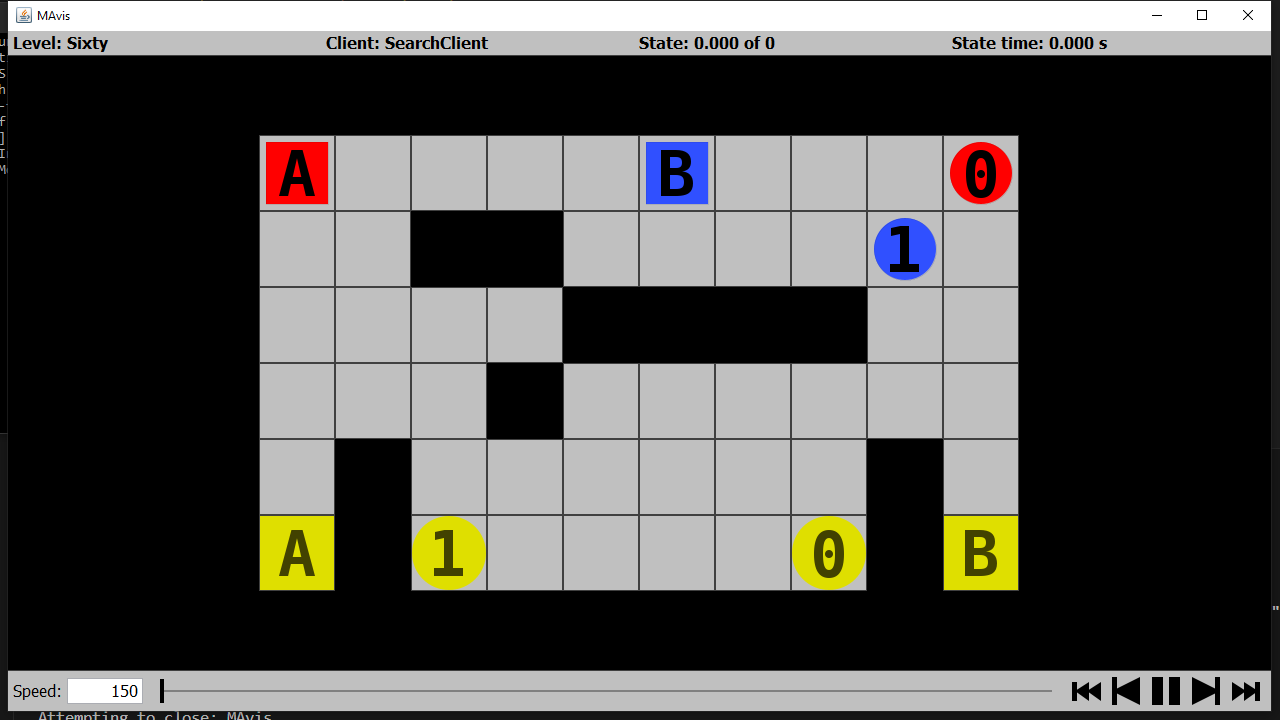 MAvis
Level: Sixty Client: SearchClient State: 0.000 of 0 State time: 0.000 s
A B 0
1
A 1 0 B
Speed: 150
Attempting to close: MAvis